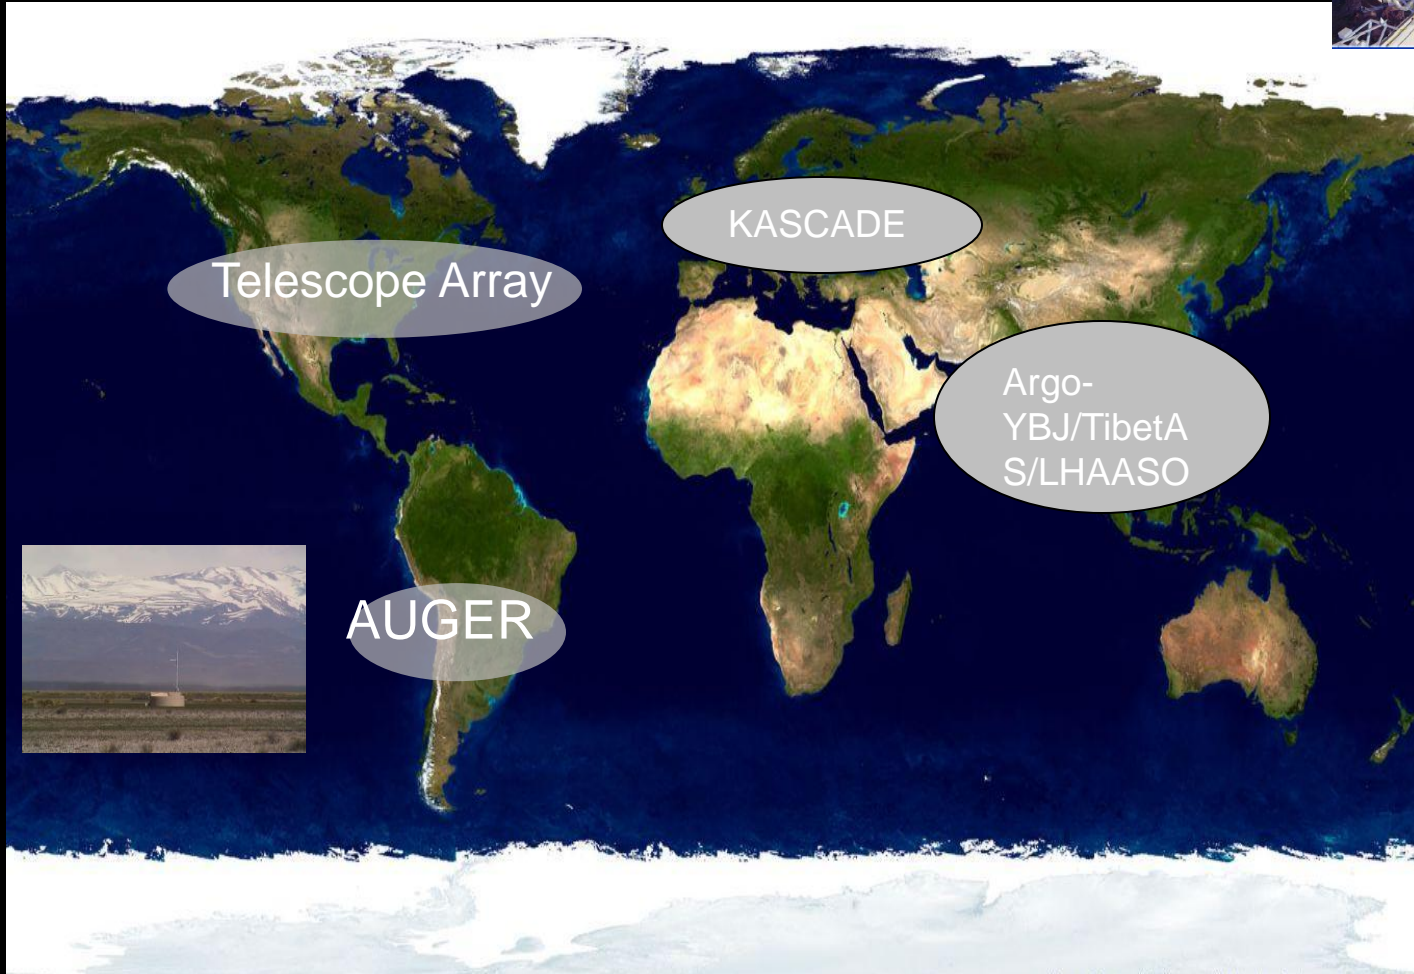 KASCADE
Telescope Array
Argo-
YBJ/TibetA
S/LHAASO
AUGER